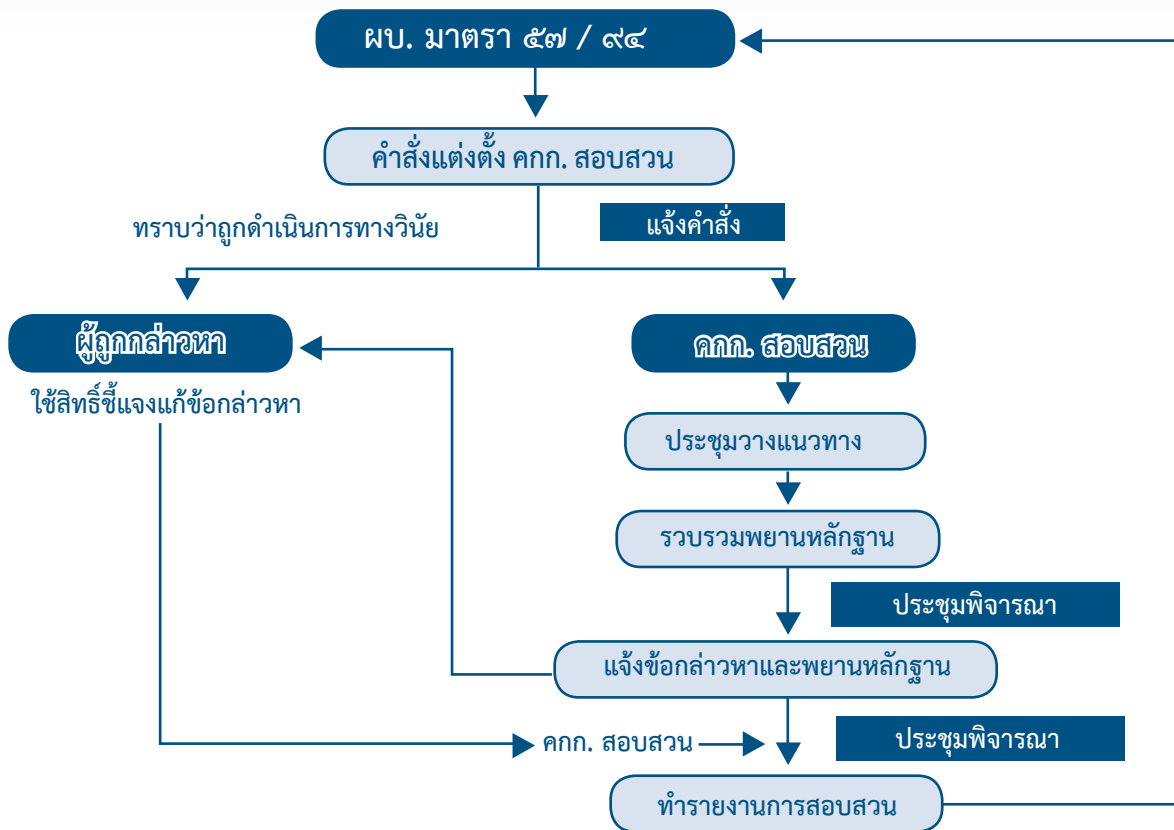 ผบ. มาตรา ๕๗ / ๙๔
คำสั่งแต่งตั้ง คกก. สอบสวน
ทราบว่าถูกดำเนินการทางวินัย
แจ้งคำสั่ง
ผู้ถูกกล่าวหา
คกก. สอบสวน
ใช้สิทธิ์ชี้แจงแก้ข้อกล่าวหา
ประชุมวางแนวทาง
รวบรวมพยานหลักฐาน
ประชุมพิจารณา
แจ้งข้อกล่าวหาและพยานหลักฐาน
คกก. สอบสวน
ประชุมพิจารณา
ทำรายงานการสอบสวน